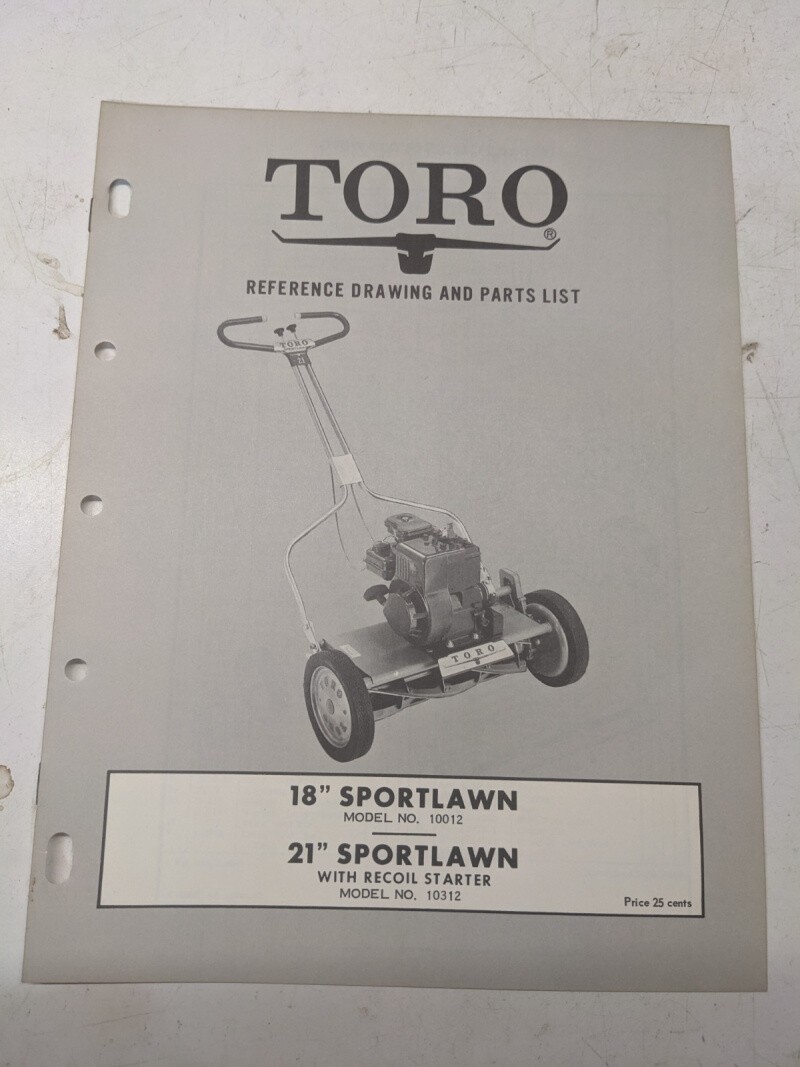 TORO®
REFERENCE DRAWING AND PARTS LIST
TORO
21
TORO
18” SPORTLAWN
MODEL NO. 10012
21” SPORTLAWN
WITH RECOIL STARTER
MODEL NO. 10312
Price 25 cents